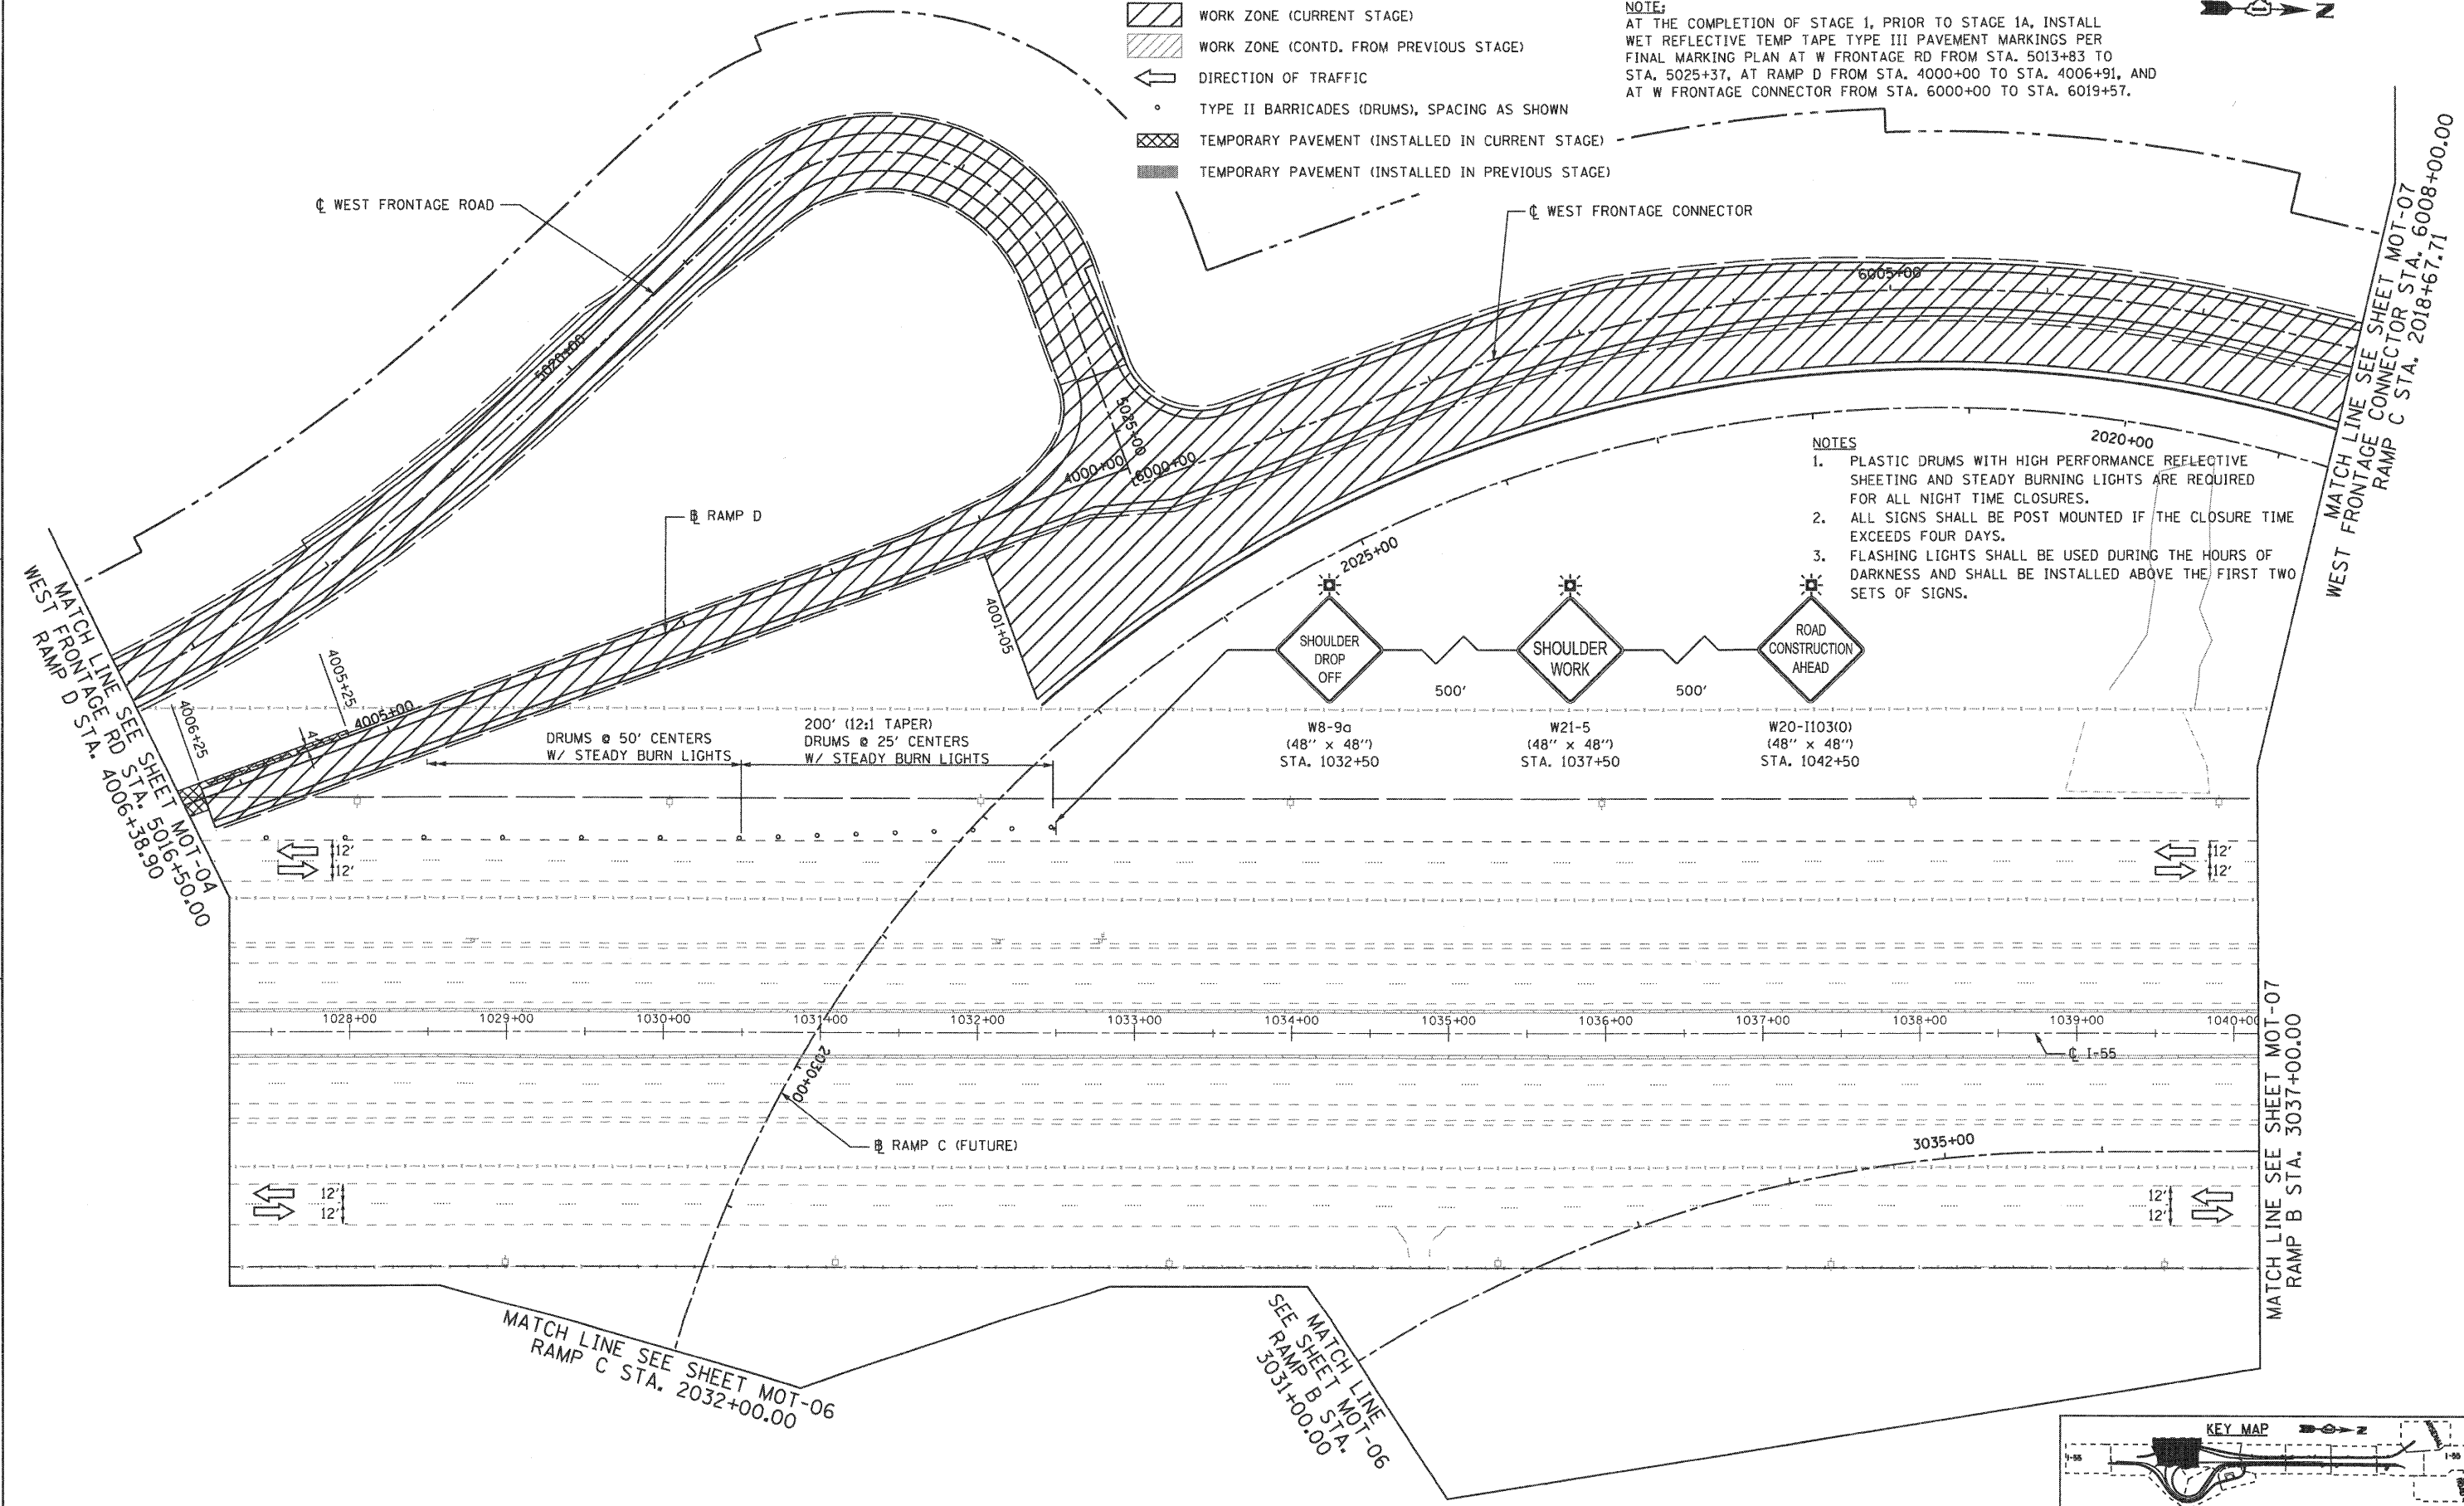 WORK ZONE (CURRENT STAGE)
WORK ZONE (CONTD. FROM PREVIOUS STAGE)
DIRECTION OF TRAFFIC
TYPE II BARRICADES (DRUMS), SPACING AS SHOWN
TEMPORARY PAVEMENT (INSTALLED IN CURRENT STAGE)
TEMPORARY PAVEMENT (INSTALLED IN PREVIOUS STAGE)
NOTE:
AT THE COMPLETION OF STAGE 1, PRIOR TO STAGE 1A, INSTALL
WET REFLECTIVE TEMP TAPE TYPE III PAVEMENT MARKINGS PER
FINAL MARKING PLAN AT W FRONTAGE RD FROM STA. 5013+83 TO
STA. 5025+37, AT RAMP D FROM STA. 4000+00 TO STA. 4006+91, AND
AT W FRONTAGE CONNECTOR FROM STA. 6000+00 TO STA. 6019+57.
N
℄ WEST FRONTAGE ROAD
℄ WEST FRONTAGE CONNECTOR
6005+00
5020+00
5025+00
4000+00
6000+00
MATCH LINE SEE SHEET MOT-07
WEST FRONTAGE CONNECTOR STA. 6008+00.00
RAMP C STA. 2018+67.71
2020+00
NOTES
1. PLASTIC DRUMS WITH HIGH PERFORMANCE REFLECTIVE
SHEETING AND STEADY BURNING LIGHTS ARE REQUIRED
FOR ALL NIGHT TIME CLOSURES.
2. ALL SIGNS SHALL BE POST MOUNTED IF THE CLOSURE TIME
EXCEEDS FOUR DAYS.
3. FLASHING LIGHTS SHALL BE USED DURING THE HOURS OF
DARKNESS AND SHALL BE INSTALLED ABOVE THE FIRST TWO
SETS OF SIGNS.
B RAMP D
2025+00
4001+05
SHOULDER
DROP
OFF
500'
SHOULDER
WORK
500'
ROAD
CONSTRUCTION
AHEAD
W8-9a
(48" x 48")
STA. 1032+50
W21-5
(48" x 48")
STA. 1037+50
W20-I103(O)
(48" x 48")
STA. 1042+50
MATCH LINE SEE SHEET MOT-04
WEST FRONTAGE RD STA. 5016+50.00
RAMP D STA. 4006+38.90
4006+25
4005+25
4005+00
4'
DRUMS @ 50' CENTERS
W/ STEADY BURN LIGHTS
200' (12:1 TAPER)
DRUMS @ 25' CENTERS
W/ STEADY BURN LIGHTS
12'
12'
12'
12'
1028+00
1029+00
1030+00
1031+00
1032+00
1033+00
1034+00
1035+00
1036+00
1037+00
1038+00
1039+00
1040+00
℄ I-55
2030+00
B RAMP C (FUTURE)
3035+00
12'
12'
12'
12'
MATCH LINE SEE SHEET MOT-07
RAMP B STA. 3037+00.00
MATCH LINE SEE SHEET MOT-06
RAMP C STA. 2032+00.00
MATCH LINE
SEE SHEET MOT-06
RAMP B STA.
3031+00.00
KEY MAP
N
I-55
I-55